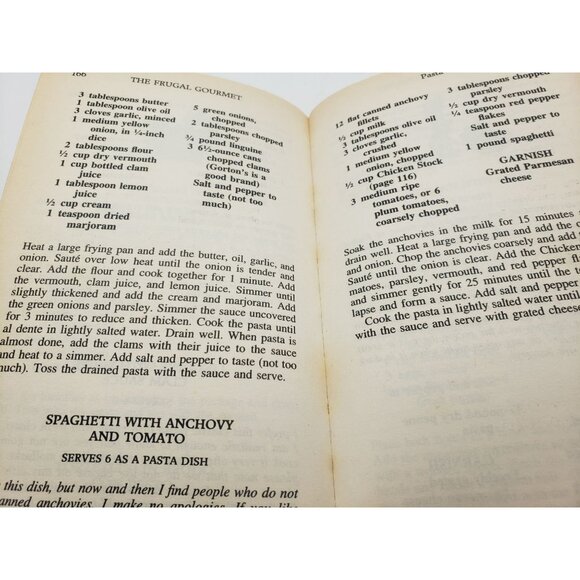 166
THE FRUGAL GOURMET
3 tablespoons butter
1 tablespoon olive oil
3 cloves garlic, minced
1 medium yellow
onion, in ¼-inch
dice
2 tablespoons flour
½ cup dry vermouth
1 cup bottled clam
juice
1 tablespoon lemon
juice
½ cup cream
1 teaspoon dried
marjoram
5 green onions,
chopped
2 tablespoons chopped
parsley
¾ pound linguine
3 6½-ounce cans
chopped clams
(Gorton's is a
good brand)
Salt and pepper to
taste (not too
much)
Heat a large frying pan and add the butter, oil, garlic, and
onion. Sauté over low heat until the onion is tender and
clear. Add the flour and cook together for 1 minute. Add
the vermouth, clam juice, and lemon juice. Simmer until
slightly thickened and add the cream and marjoram. Add
the green onions and parsley. Simmer the sauce uncovered
for 3 minutes to reduce and thicken. Cook the pasta until
al dente in lightly salted water. Drain well. When pasta is
almost done, add the clams with their juice to the sauce
and heat to a simmer. Add salt and pepper to taste (not too
much). Toss the drained pasta with the sauce and serve.
SPAGHETTI WITH ANCHOVY
AND TOMATO
SERVES 6 AS A PASTA DISH
this dish, but now and then I find people who do not
canned anchovies. I make no apologies. If you like
Pasta
12 flat canned anchovy
fillets
½ cup milk
3 tablespoons olive oil
3 cloves garlic,
crushed
1 medium yellow
onion, chopped
½ cup Chicken Stock
(page 116)
3 medium ripe
tomatoes, or 6
plum tomatoes,
coarsely chopped
3 tablespoons chopped
parsley
½ cup dry vermouth
¼ teaspoon red pepper
flakes
Salt and pepper to
taste
1 pound spaghetti
GARNISH
Grated Parmesan
cheese
Soak the anchovies in the milk for 15 minutes
drain well. Heat a large frying pan and add the
and onion. Chop the anchovies coarsely and add
Sauté until the onion is clear. Add the Chicken
matoes, parsley, vermouth, and red pepper
and simmer gently for 25 minutes until the
lapse and form a sauce. Add salt and pepper
Cook the pasta in lightly salted water until
with the sauce and serve with grated cheese